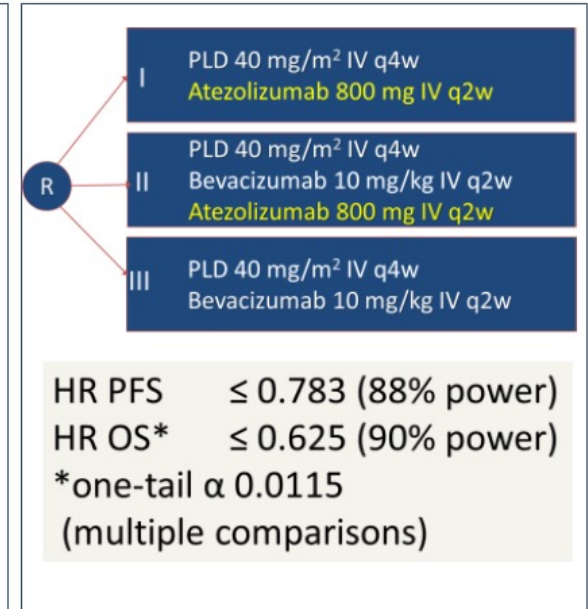 I
PLD 40 mg/m² IV q4w
Atezolizumab 800 mg IV q2w
R
II
PLD 40 mg/m² IV q4w
Bevacizumab 10 mg/kg IV q2w
Atezolizumab 800 mg IV q2w
III
PLD 40 mg/m² IV q4w
Bevacizumab 10 mg/kg IV q2w
HR PFS ≤ 0.783 (88% power)
HR OS* ≤ 0.625 (90% power)
*one-tail α 0.0115
(multiple comparisons)